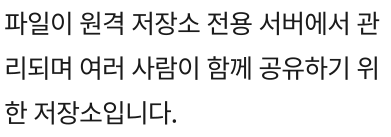 파일이 원격 저장소 전용 서버에서 관
리되며 여러 사람이 함께 공유하기 위
한 저장소입니다.